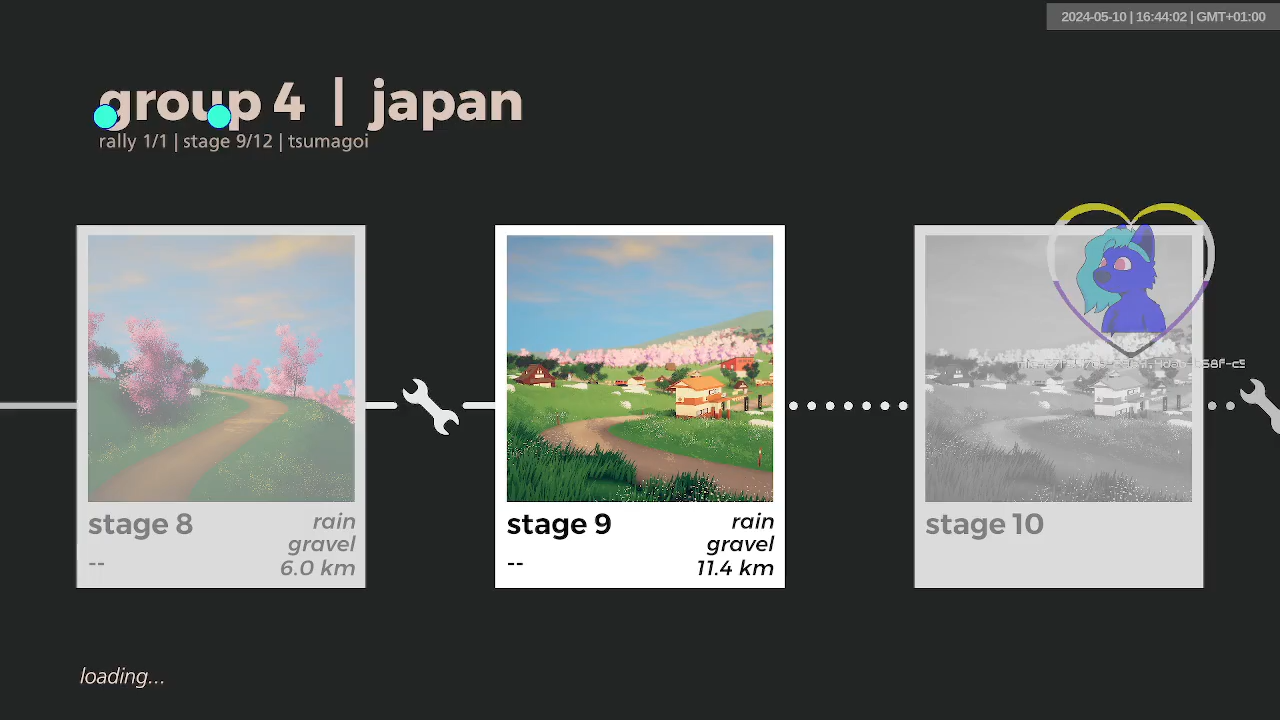 2024-05-10 | 16:44:02 | GMT+01:00
group 4 | japan
rally 1/1 | stage 9/12 | tsumagoi
stage 8
--
rain
gravel
6.0 km
stage 9
--
rain
gravel
11.4 km
stage 10
loading...